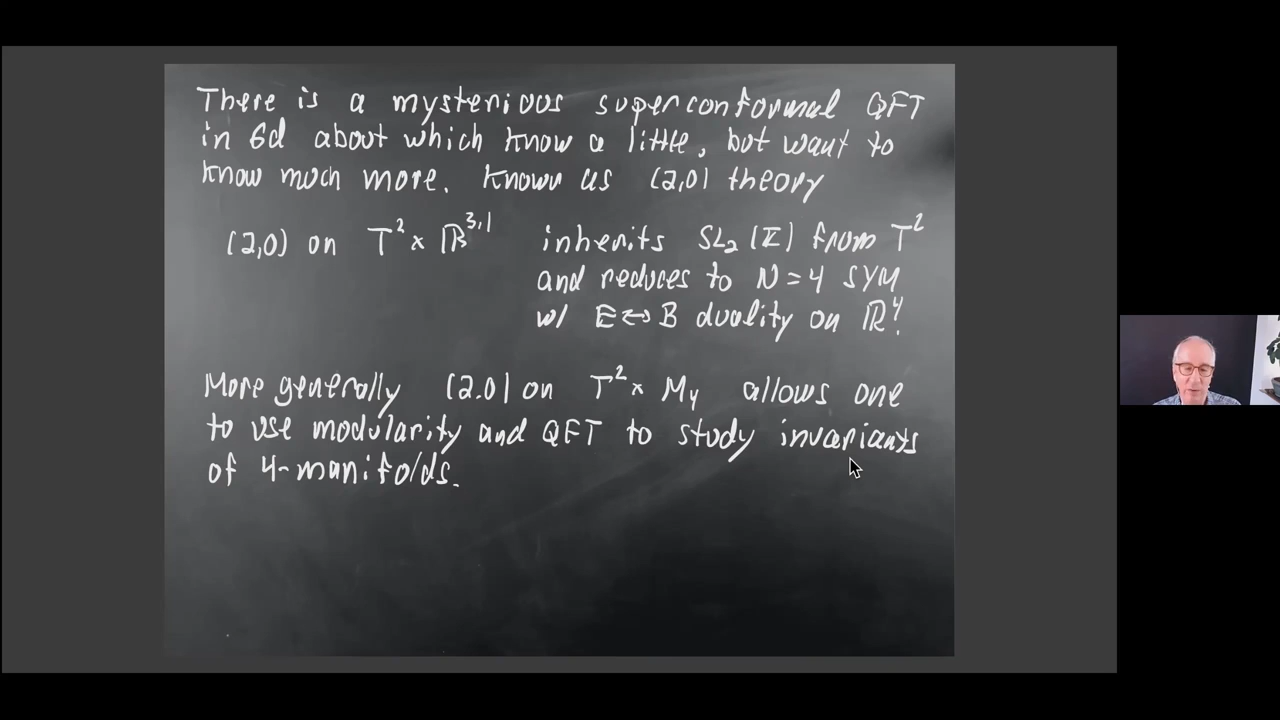 There is a mysterious superconformal QFT
in 6d about which know a little, but want to
know much more. Known as (2,0) theory
(2,0) on T² × ℝ³,¹ inherits SL₂(ℤ) from T²
and reduces to N=4 SYM
w/ E↔B duality on ℝ⁴!
More generally (2.0) on T² × M₄ allows one
to use modularity and QFT to study invariants
of 4-manifolds.